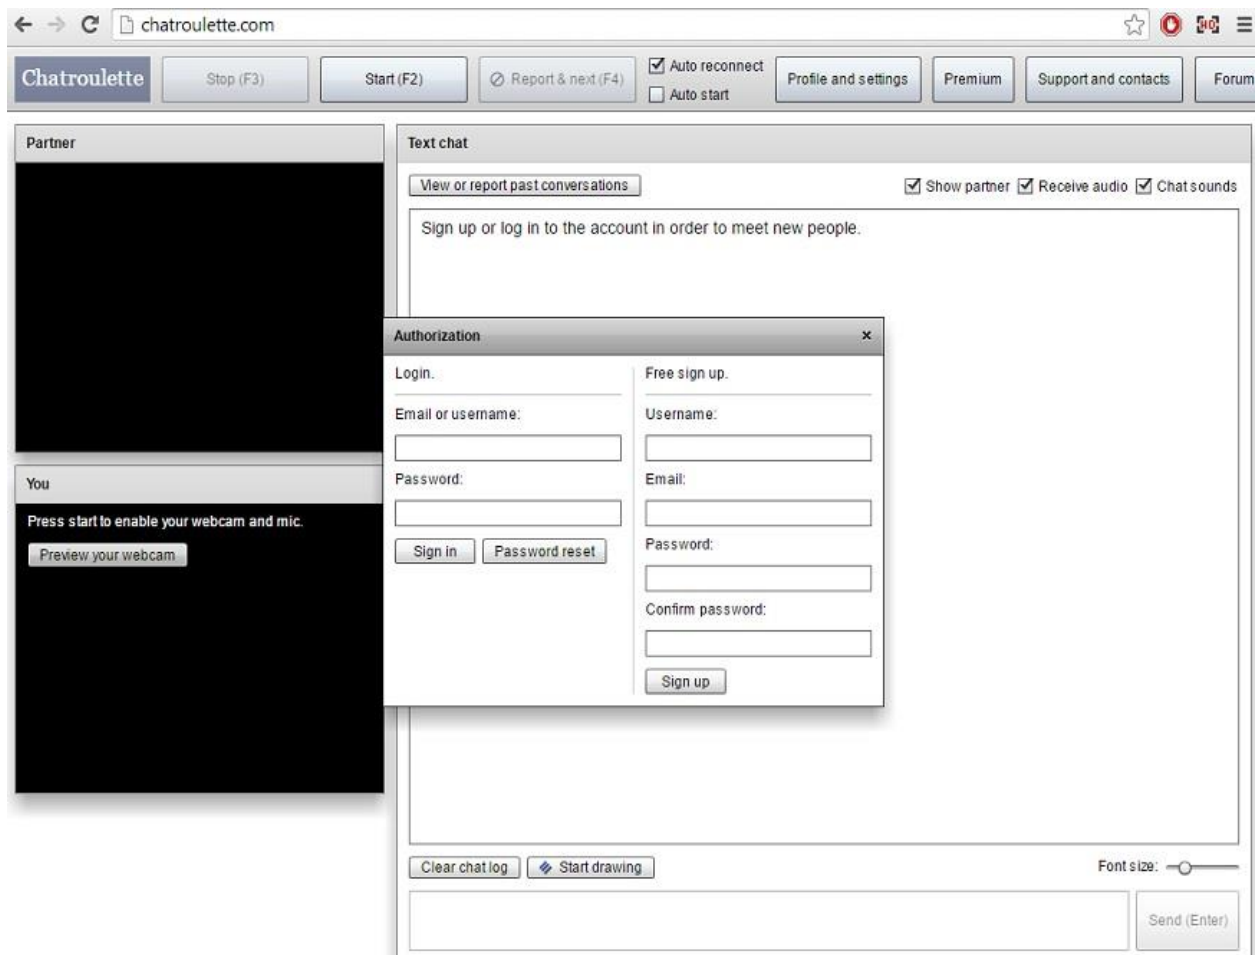 chatroulette.com
Chatroulette Stop (F3) Start (F2) Report & next (F4) Auto reconnect Profile and settings Premium Support and contacts Forum
Auto start
Partner
Text chat
View or report past conversations Show partner Receive audio Chat sounds
Sign up or log in to the account in order to meet new people.
Authorization x
Login.
Email or username:
Password:
Sign in Password reset
Free sign up.
Username:
Email:
Password:
Confirm password:
Sign up
You
Press start to enable your webcam and mic.
Preview your webcam
Clear chat log Start drawing Font size:
Send (Enter)